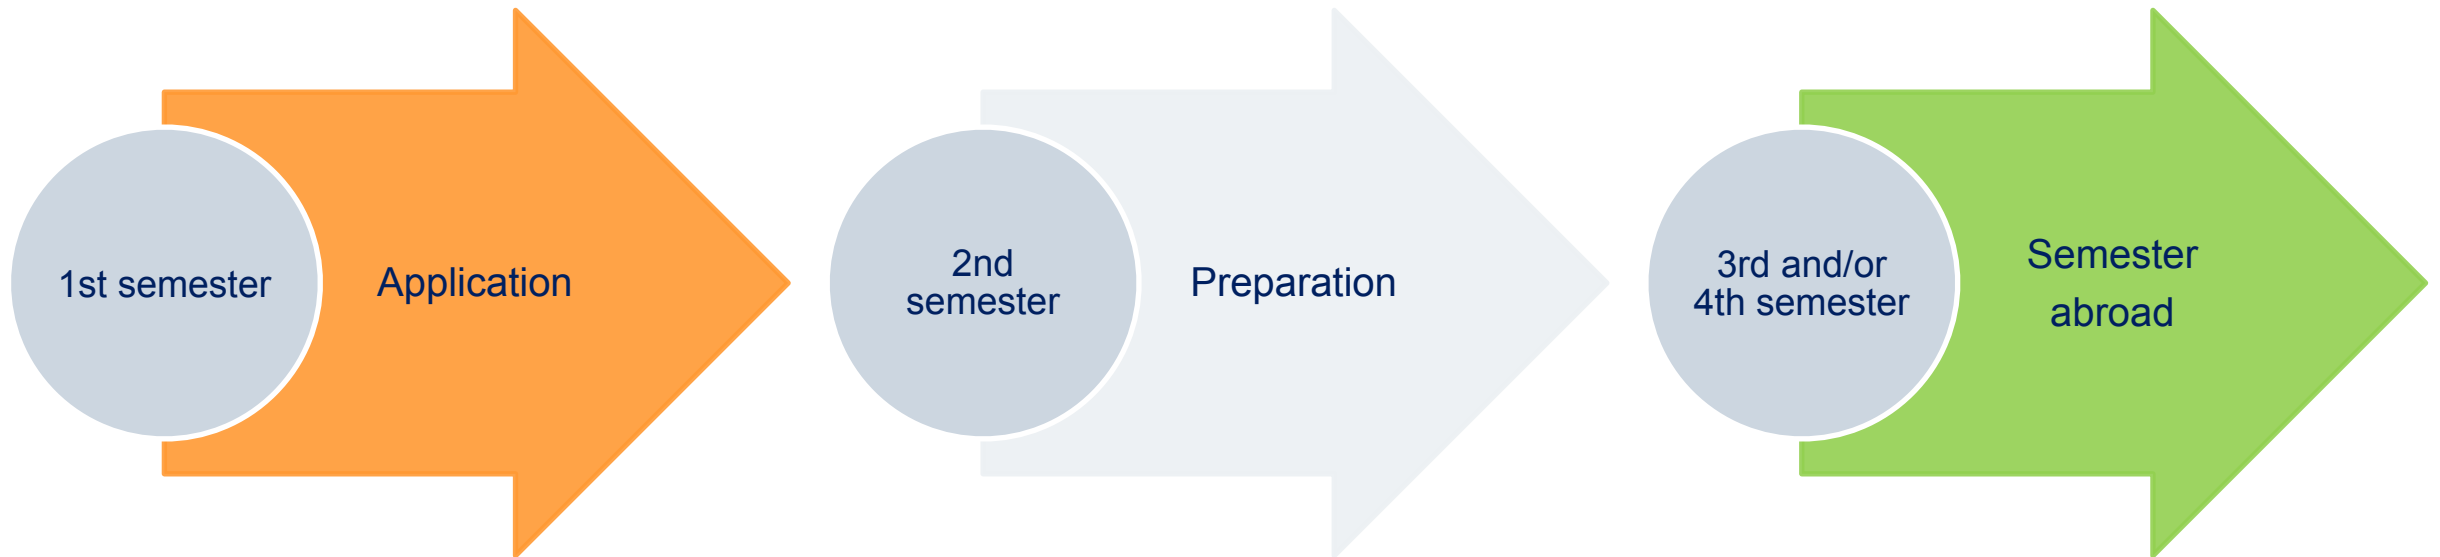 1st semester
Application
2nd
semester
Preparation
3rd and/or
4th semester
Semester
abroad